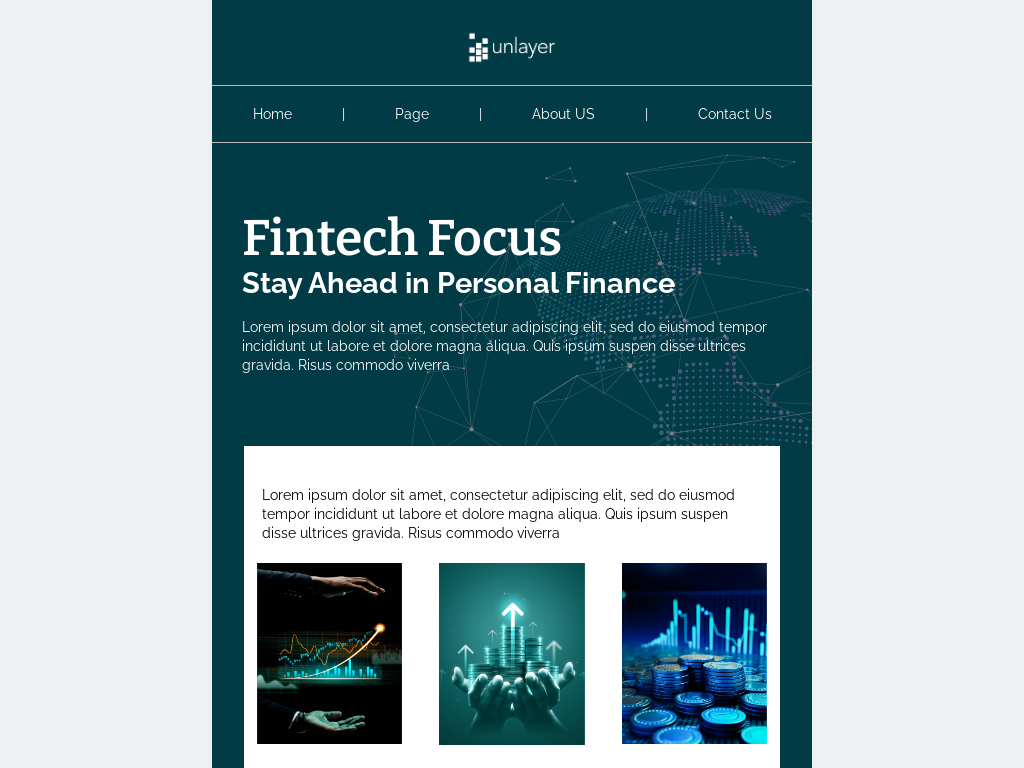 unlayer
Home | Page | About US | Contact Us
Fintech Focus
Stay Ahead in Personal Finance
Lorem ipsum dolor sit amet, consectetur adipiscing elit, sed do eiusmod tempor
incididunt ut labore et dolore magna aliqua. Quis ipsum suspen disse ultrices
gravida. Risus commodo viverra
Lorem ipsum dolor sit amet, consectetur adipiscing elit, sed do eiusmod
tempor incididunt ut labore et dolore magna aliqua. Quis ipsum suspen
disse ultrices gravida. Risus commodo viverra